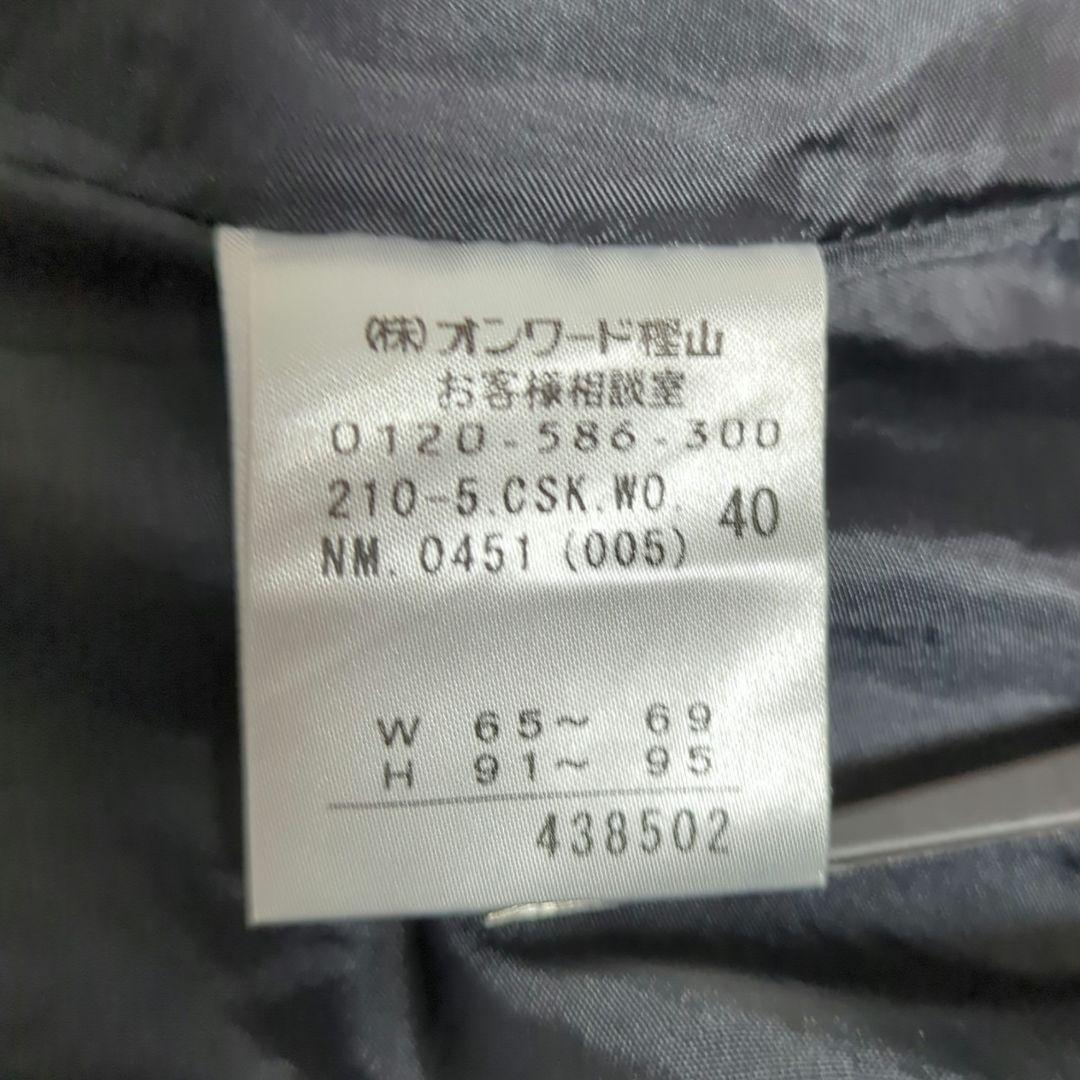 (株)オンワード樫山
お客様相談室
0120-586-300
210-5.CSK.WO. 40
NM. 0451 (005)
W 65～ 69
H 91～ 95
438502